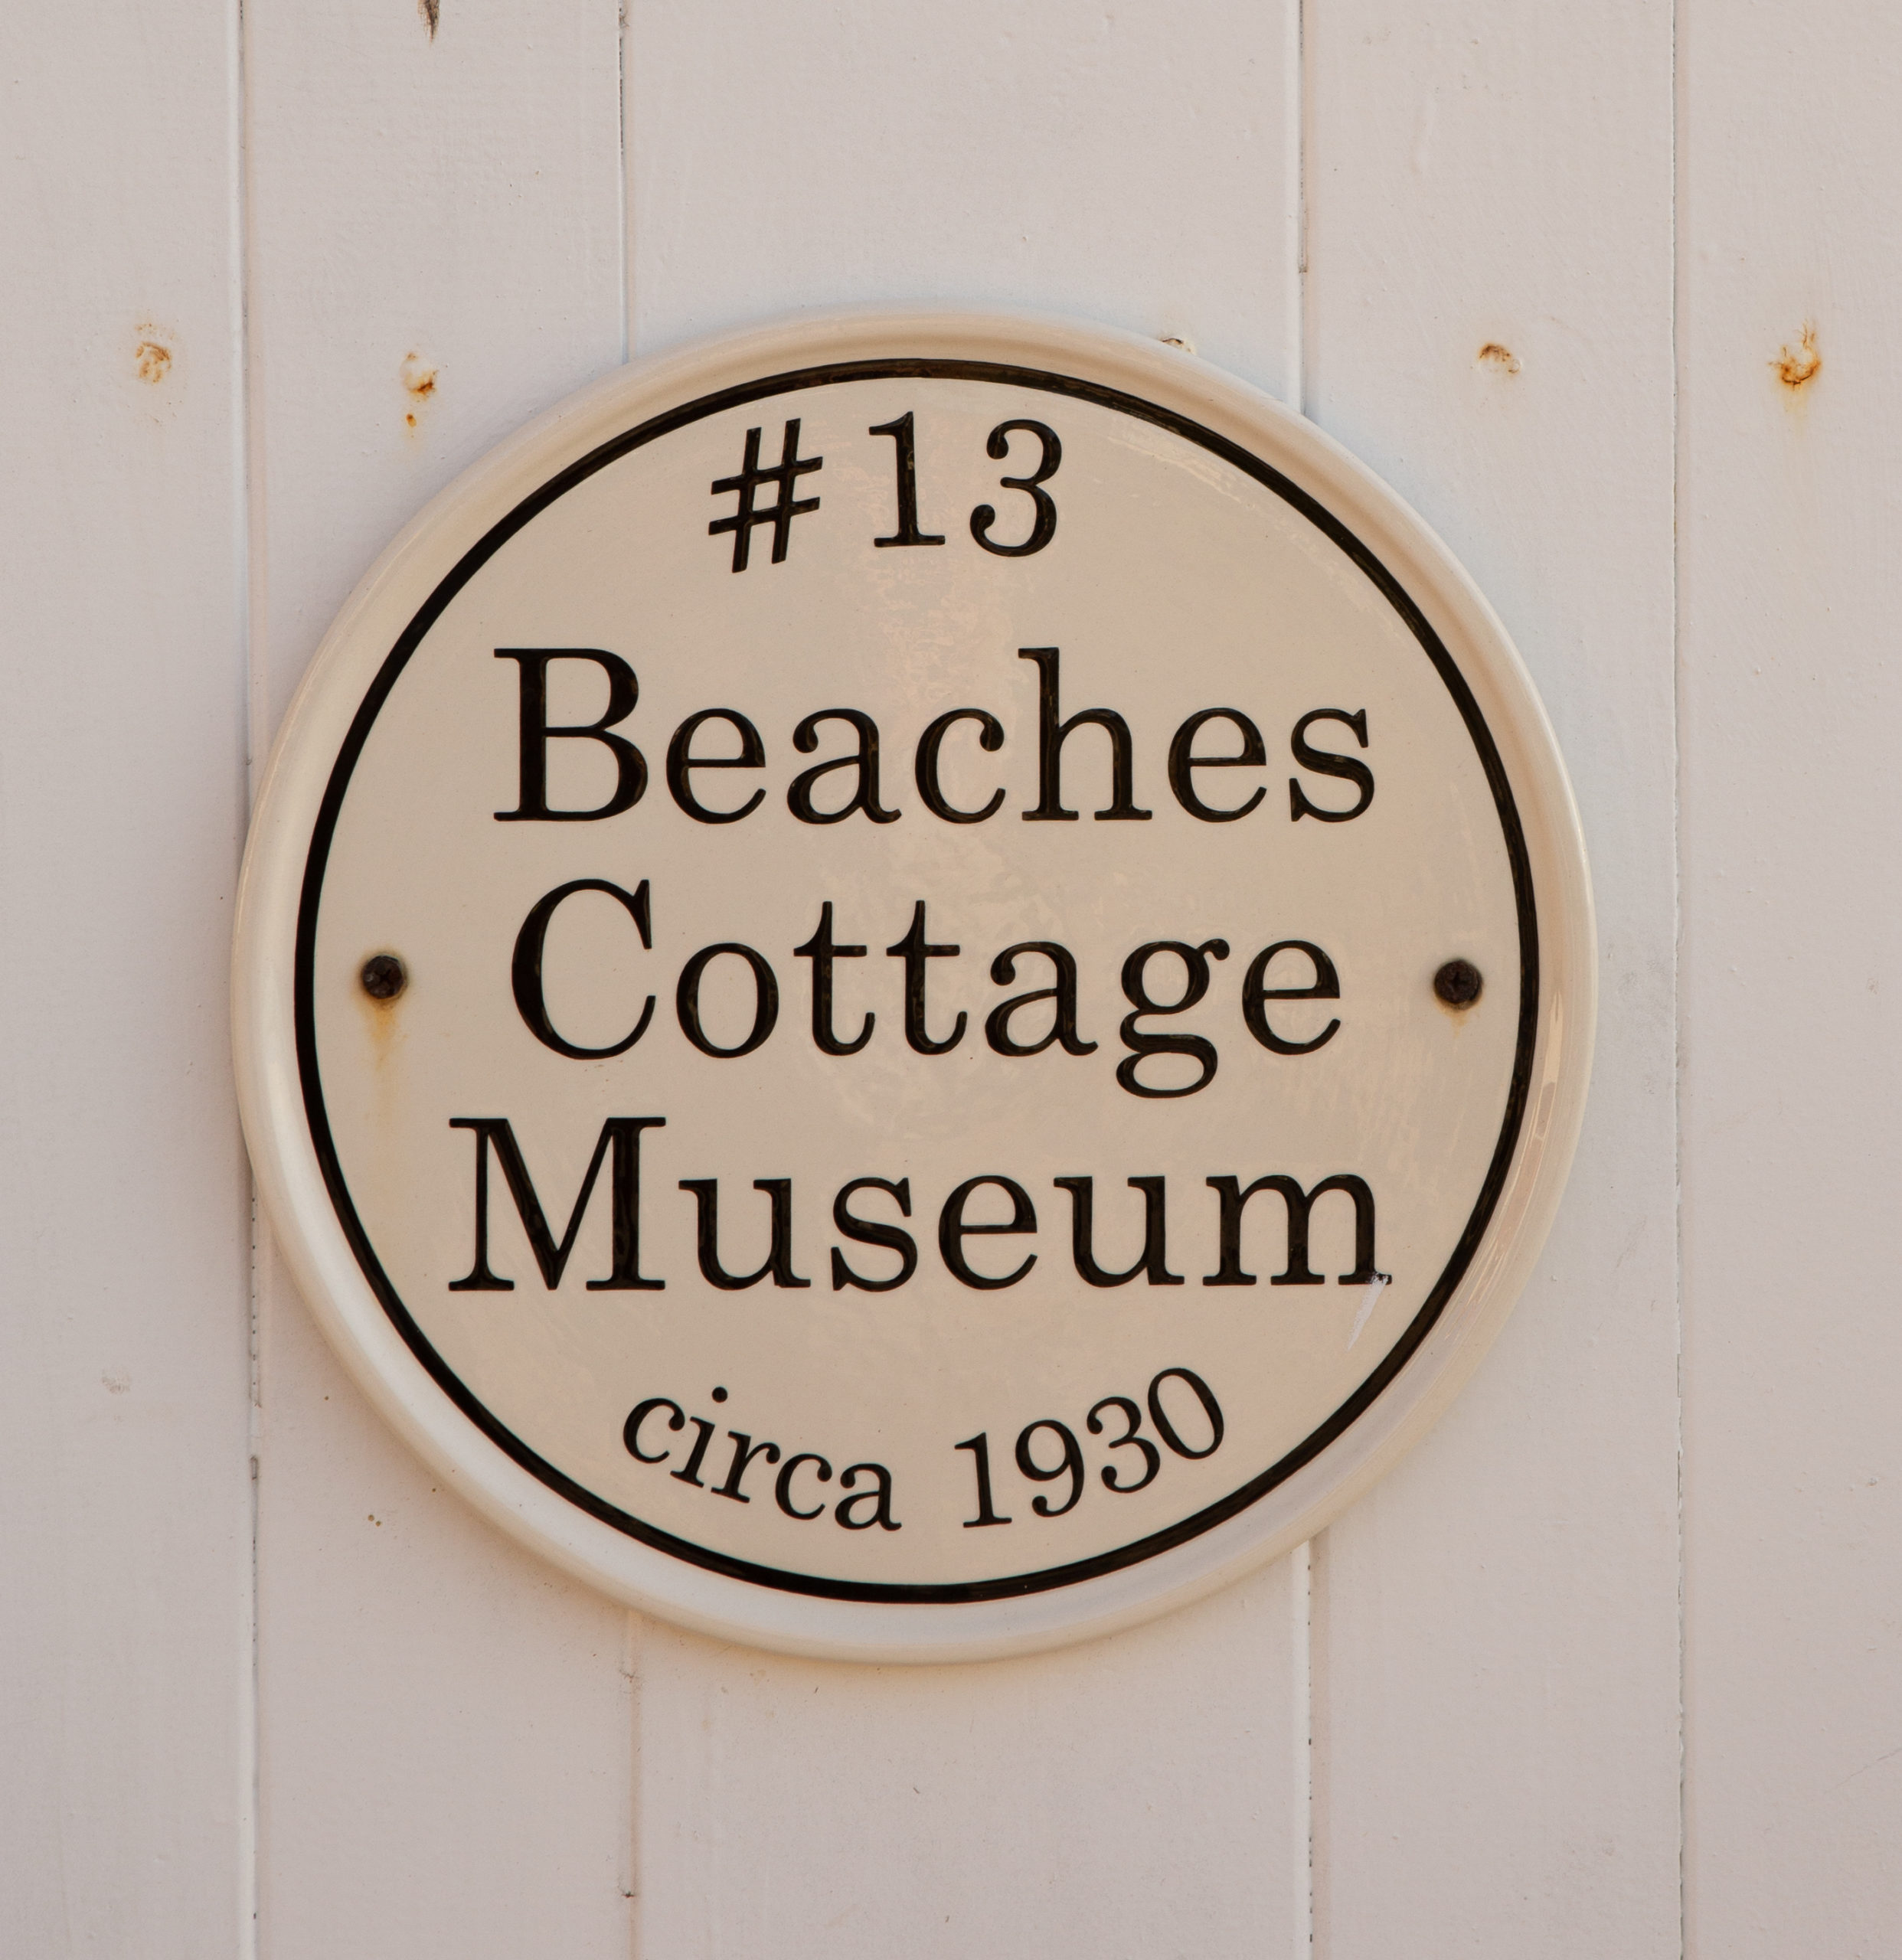 #13
Beaches
Cottage
Museum
circa 1930